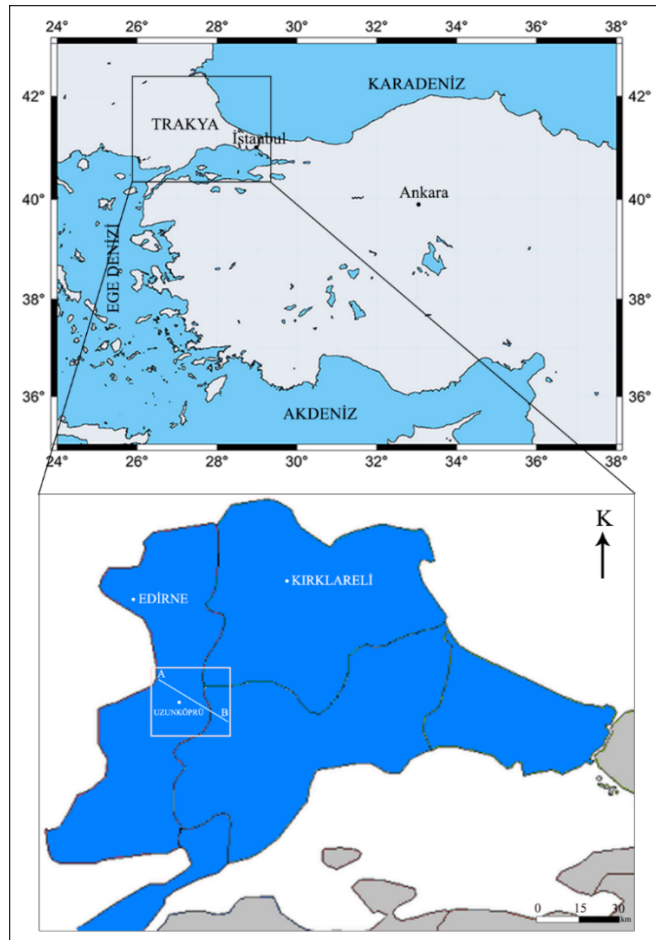 24° 26° 28° 30° 32° 34° 36° 38°
KARADENİZ
42° 42°
TRAKYA
İstanbul
40° 40°
Ankara
EGE DENİZİ
38° 38°
36° 36°
AKDENİZ
24° 26° 28° 30° 32° 34° 36° 38°
K
KIRKLARELİ
EDİRNE
A
UZUNKÖPRÜ
B
0 15 30
km